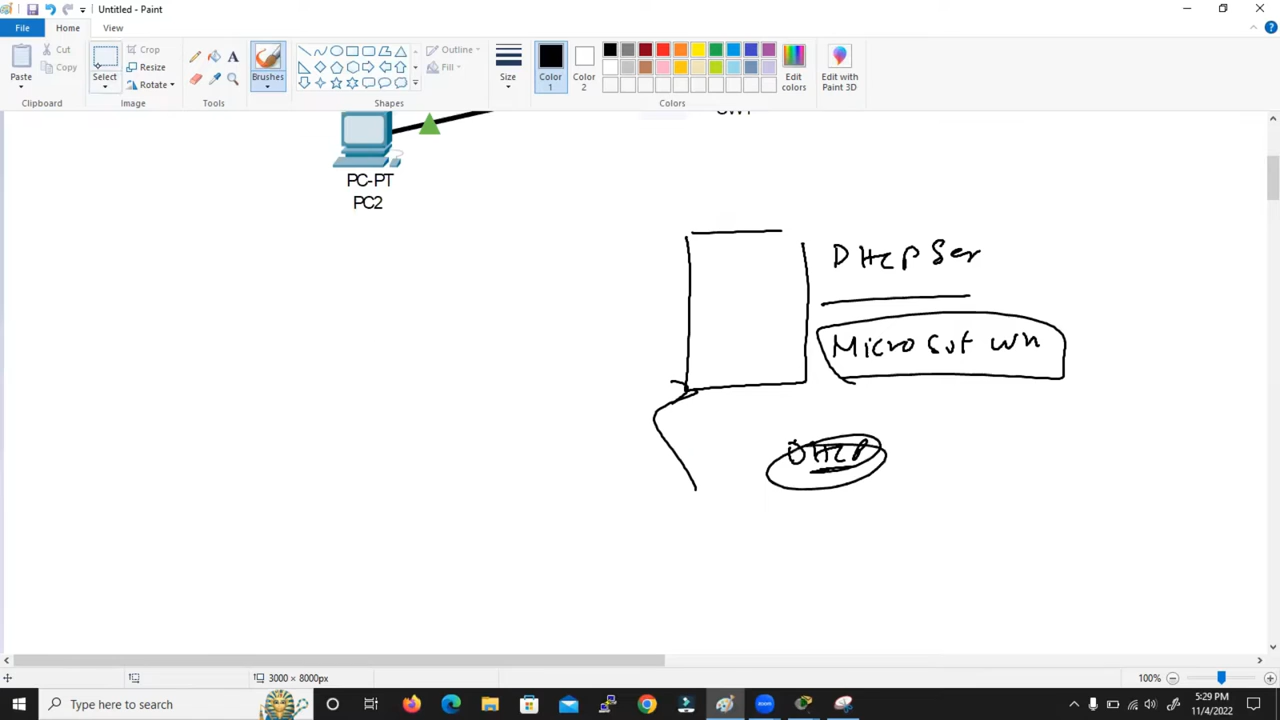 Untitled - Paint
File Home View
Paste
Cut
Copy
Clipboard
Select
Crop
Resize
Rotate
Image
A
Tools
Brushes
Outline
Fill
Shapes
Size
Color 1
Color 2
Edit colors
Colors
Edit with Paint 3D
PC-PT
PC2
DHCP Ser
Microsoft Wn
DHCP
3000 × 8000px
100%
Type here to search
5:29 PM
11/4/2022